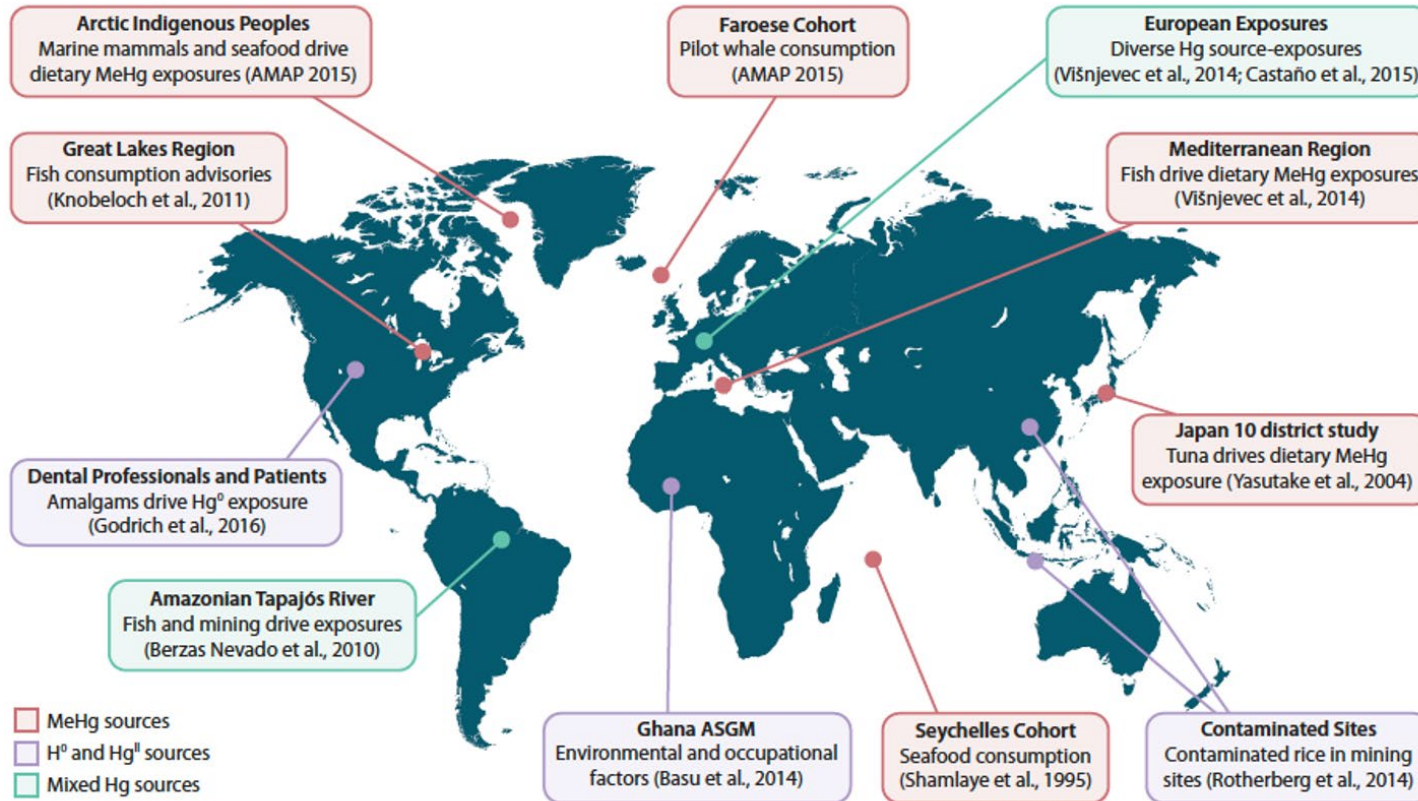 Arctic Indigenous Peoples
Marine mammals and seafood drive
dietary MeHg exposures (AMAP 2015)
Faroese Cohort
Pilot whale consumption
(AMAP 2015)
European Exposures
Diverse Hg source-exposures
(Višnjevec et al., 2014; Castaño et al., 2015)
Great Lakes Region
Fish consumption advisories
(Knobeloch et al., 2011)
Mediterranean Region
Fish drive dietary MeHg exposures
(Višnjevec et al., 2014)
Japan 10 district study
Tuna drives dietary MeHg
exposure (Yasutake et al., 2004)
Dental Professionals and Patients
Amalgams drive Hg⁰ exposure
(Godrich et al., 2016)
Amazonian Tapajós River
Fish and mining drive exposures
(Berzas Nevado et al., 2010)
Ghana ASGM
Environmental and occupational
factors (Basu et al., 2014)
Seychelles Cohort
Seafood consumption
(Shamlaye et al., 1995)
Contaminated Sites
Contaminated rice in mining
sites (Rotherberg et al., 2014)
MeHg sources
H⁰ and Hgᴵᴵ sources
Mixed Hg sources